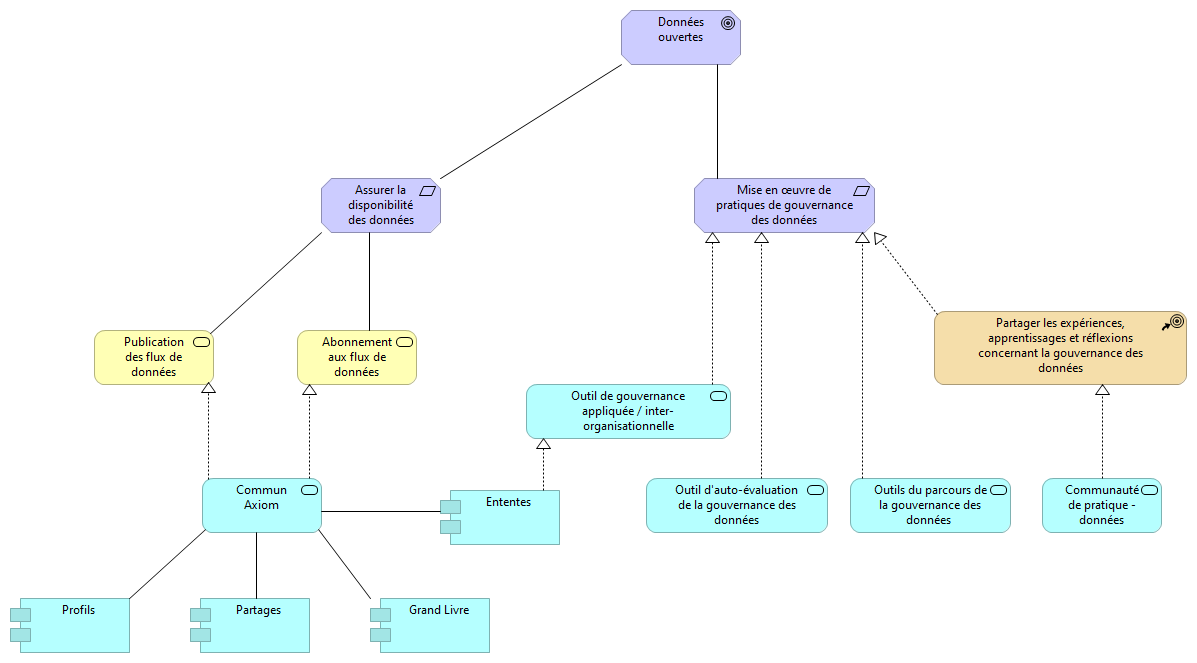 Données
ouvertes
Assurer la
disponibilité
des données
Mise en œuvre de
pratiques de gouvernance
des données
Publication
des flux de
données
Abonnement
aux flux de
données
Partager les expériences,
apprentissages et réflexions
concernant la gouvernance des
données
Outil de gouvernance
appliquée / inter-
organisationnelle
Commun
Axiom
Ententes
Outil d'auto-évaluation
de la gouvernance des
données
Outils du parcours de
la gouvernance des
données
Communauté
de pratique -
données
Profils
Partages
Grand Livre